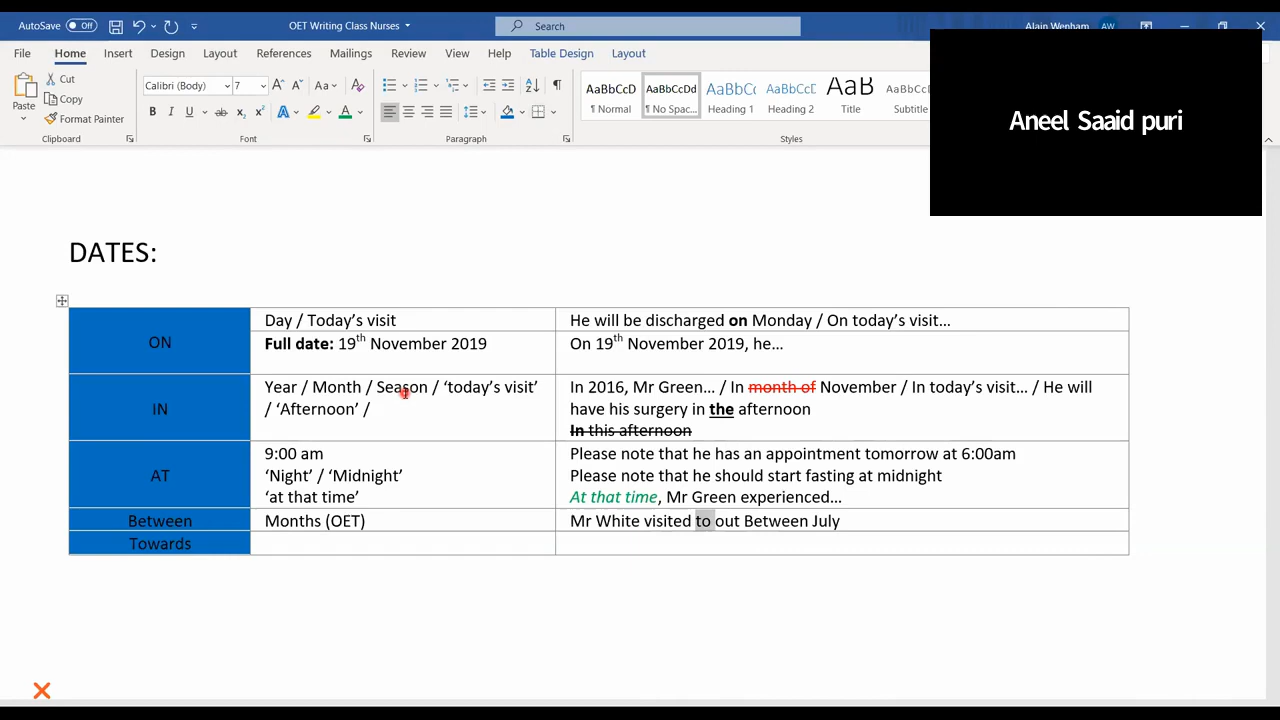 AutoSave Off OET Writing Class Nurses Search Alain Wenham AW
File Home Insert Design Layout References Mailings Review View Help Table Design Layout
Paste Cut Copy Format Painter
Calibri (Body) 7
AaBbCcD AaBbCcDd AaBbCc AaBbCcC AaB AaBbCcD
¶ Normal ¶ No Spac... Heading 1 Heading 2 Title Subtitle
Clipboard Font Paragraph Styles
Aneel Saaid puri
DATES:
ON
Day / Today's visit
He will be discharged on Monday / On today's visit…
Full date: 19th November 2019
On 19th November 2019, he…
IN
Year / Month / Season / 'today's visit'
/ 'Afternoon' /
In 2016, Mr Green… / In month of November / In today's visit… / He will
have his surgery in the afternoon
In this afternoon
AT
9:00 am
'Night' / 'Midnight'
'at that time'
Please note that he has an appointment tomorrow at 6:00am
Please note that he should start fasting at midnight
At that time, Mr Green experienced…
Between
Months (OET)
Mr White visited to out Between July
Towards